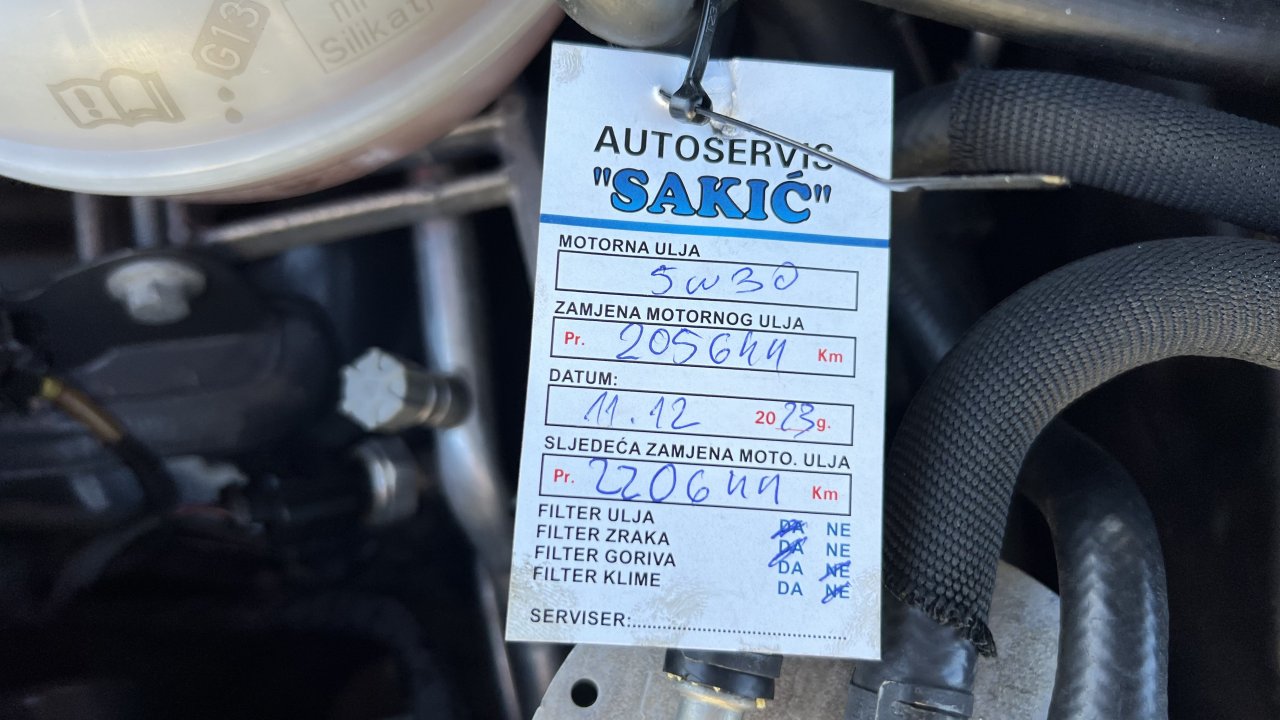 G13
mit
Silikat
AUTOSERVIS
"SAKIĆ"
MOTORNA ULJA
5w30
ZAMJENA MOTORNOG ULJA
Pr. 205644 Km
DATUM:
11.12 2023g.
SLJEDEĆA ZAMJENA MOTO. ULJA
Pr. 220644 Km
FILTER ULJA DA NE
FILTER ZRAKA DA NE
FILTER GORIVA DA NE
FILTER KLIME DA NE
SERVISER: